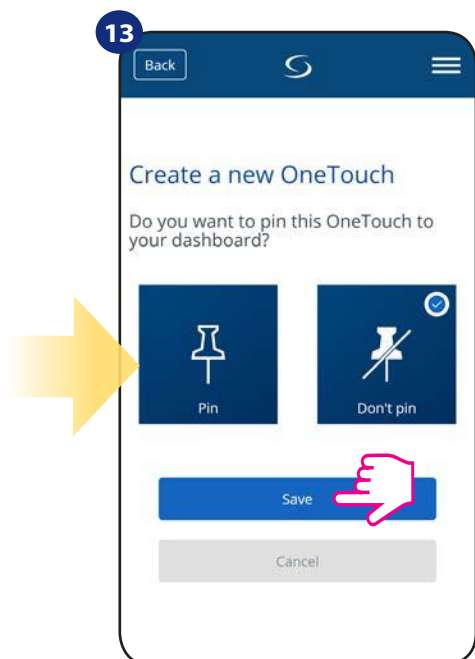 13
Back
Create a new OneTouch
Do you want to pin this OneTouch to
your dashboard?
Pin
Don't pin
Save
Cancel